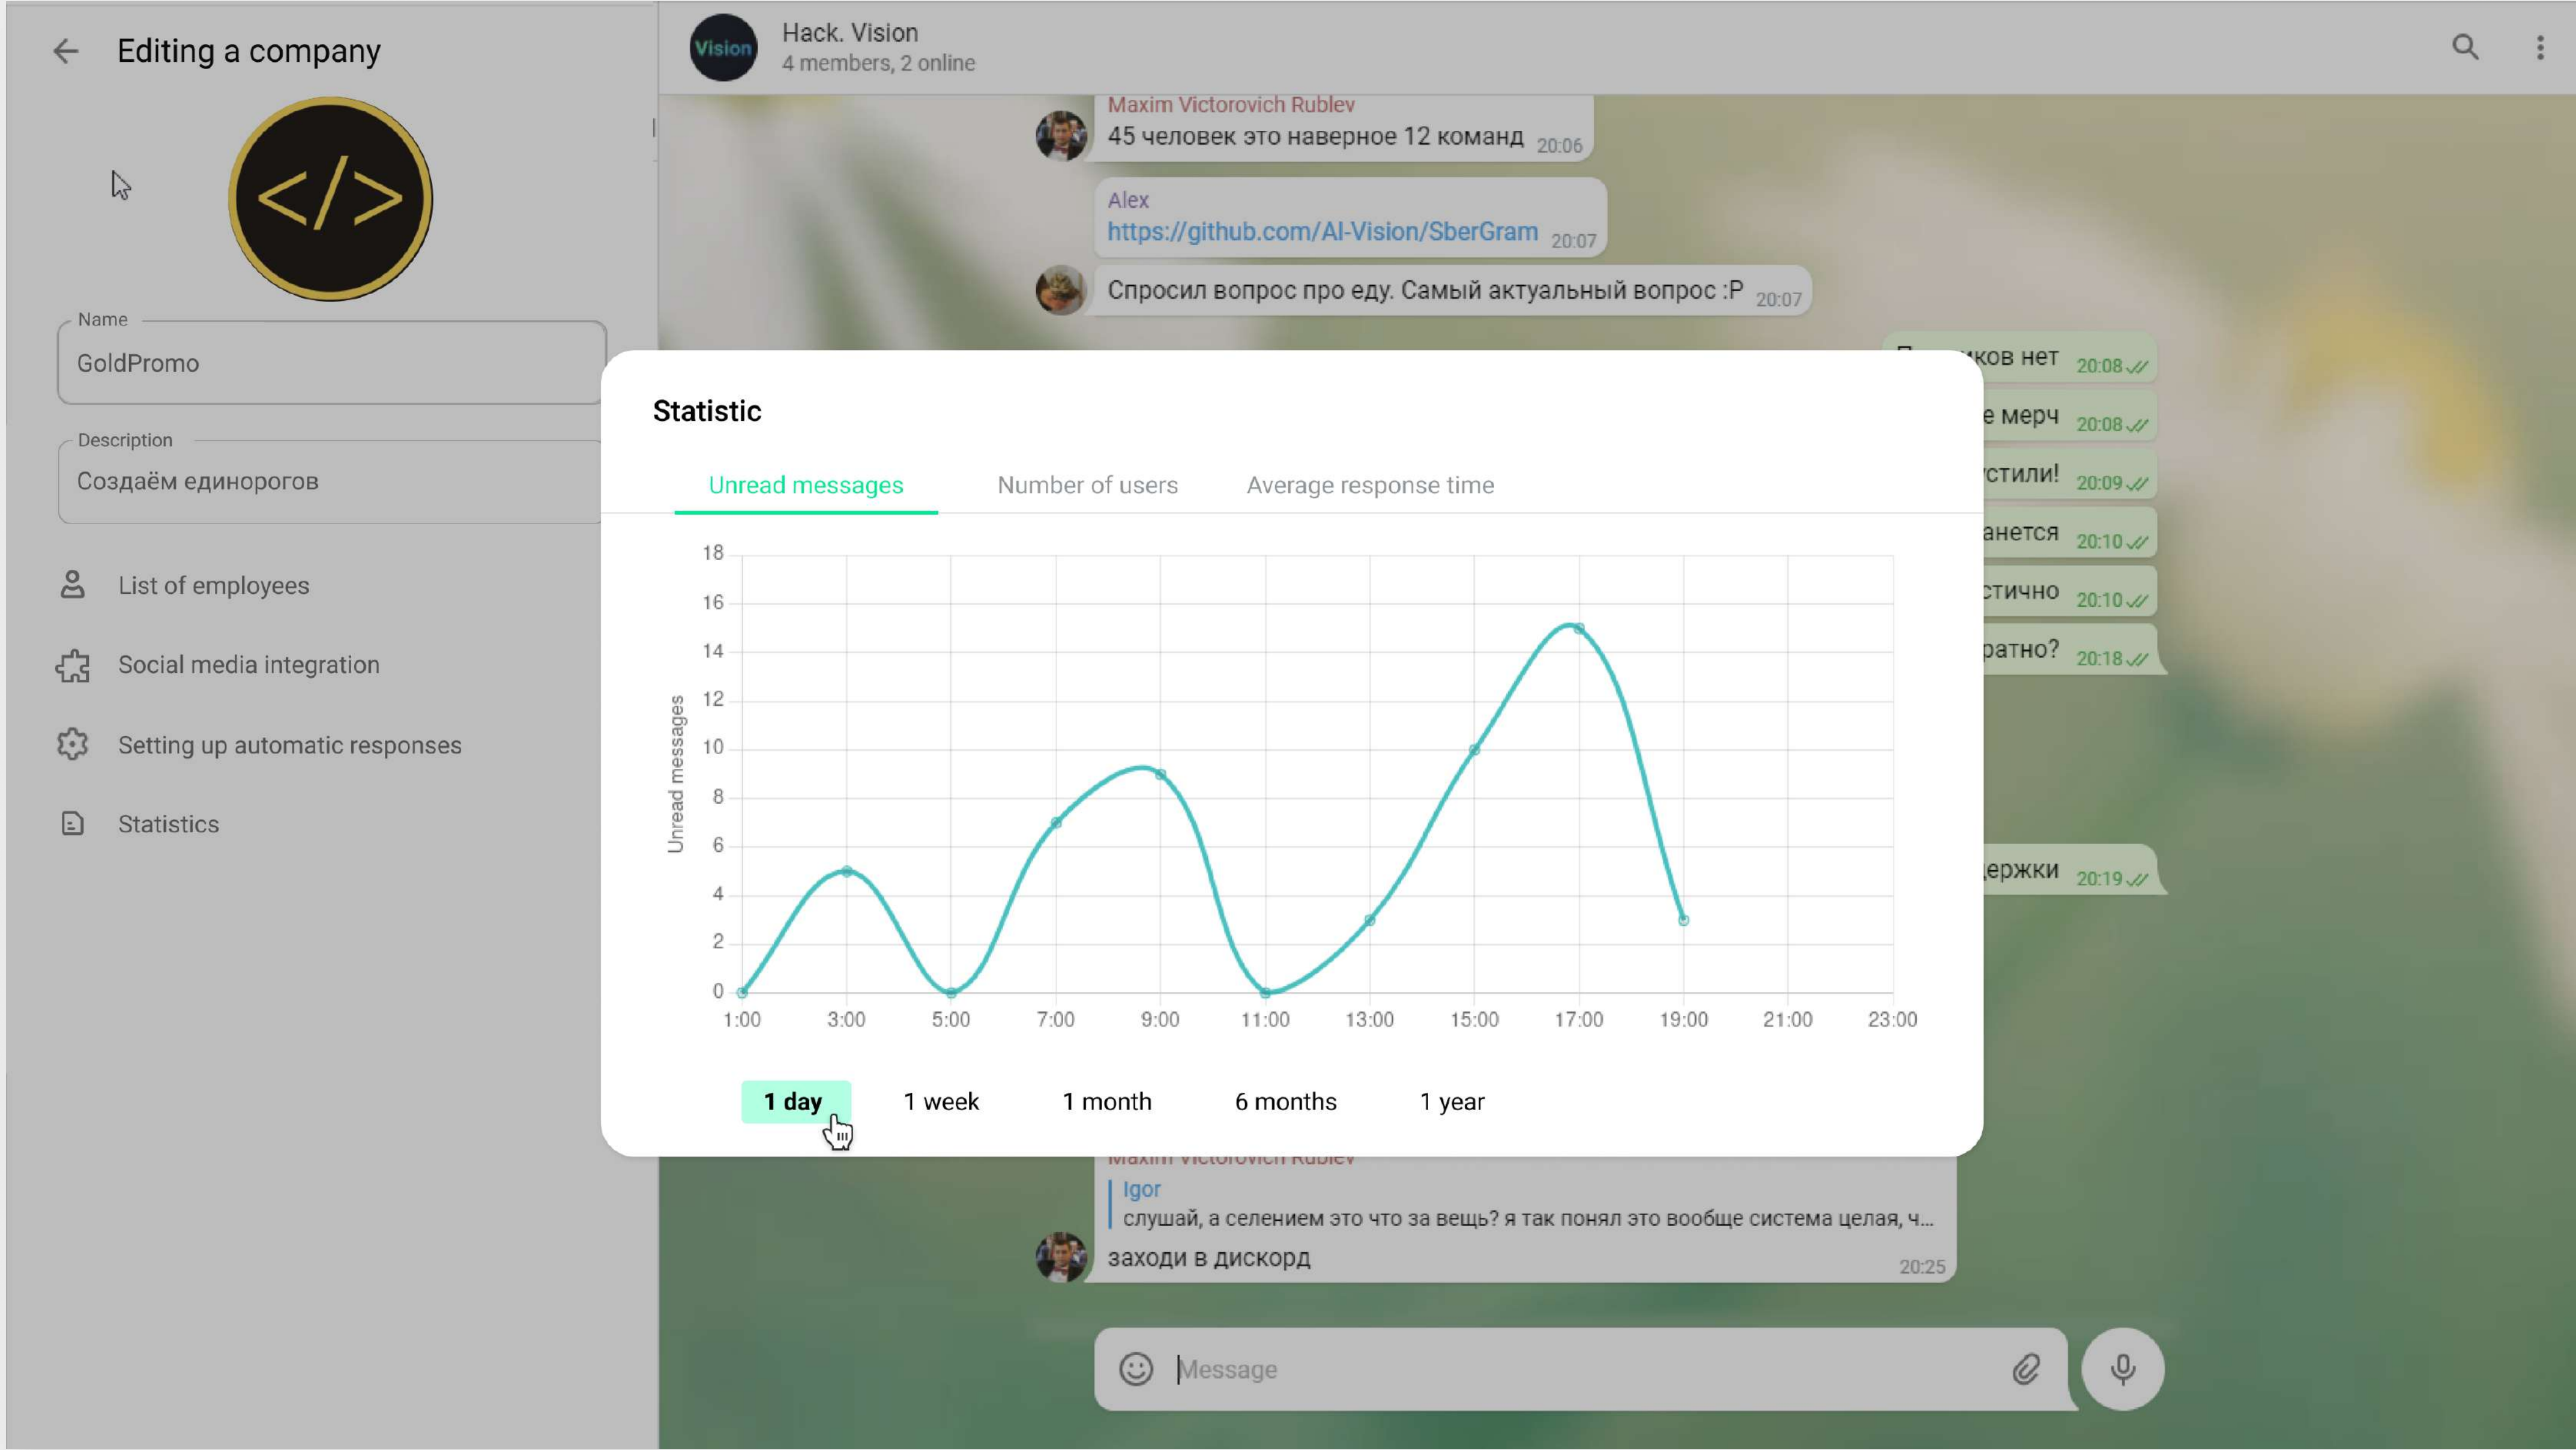 Editing a company
</>
Name
GoldPromo
Description
Создаём единорогов
List of employees
Social media integration
Setting up automatic responses
Statistics
Vision
Hack. Vision
4 members, 2 online
Maxim Victorovich Rublev
45 человек это наверное 12 команд 20:06
Alex
https://github.com/AI-Vision/SberGram 20:07
Спросил вопрос про еду. Самый актуальный вопрос :P 20:07
нет 20:08
мерч 20:08
20:09
20:10
20:10
20:18
20:19
Statistic
Unread messages Number of users Average response time
Unread messages
18
16
14
12
10
8
6
4
2
0
1:00 3:00 5:00 7:00 9:00 11:00 13:00 15:00 17:00 19:00 21:00 23:00
1 day 1 week 1 month 6 months 1 year
Maxim Victorovich Rublev
Igor
слушай, а селением это что за вещь? я так понял это вообще система целая, ч...
заходи в дискорд
20:25
Message